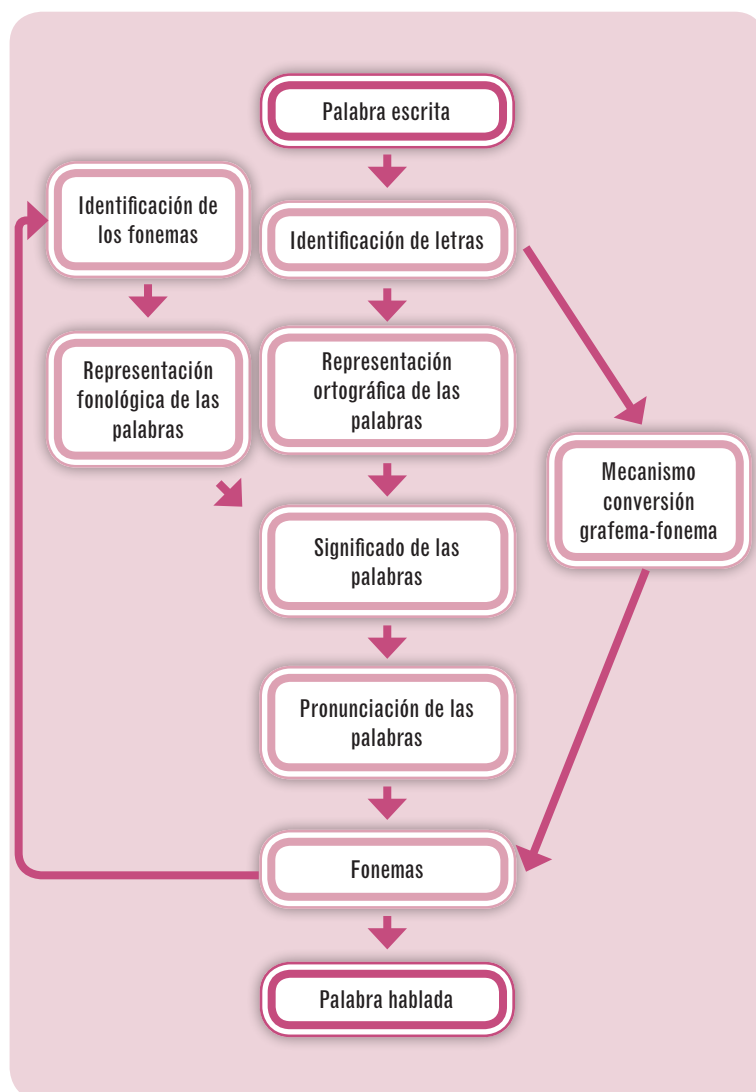 Palabra escrita
Identificación de
los fonemas
Identificación de letras
Representación
fonológica de las
palabras
Representación
ortográfica de las
palabras
Mecanismo
conversión
grafema-fonema
Significado de las
palabras
Pronunciación de las
palabras
Fonemas
Palabra hablada